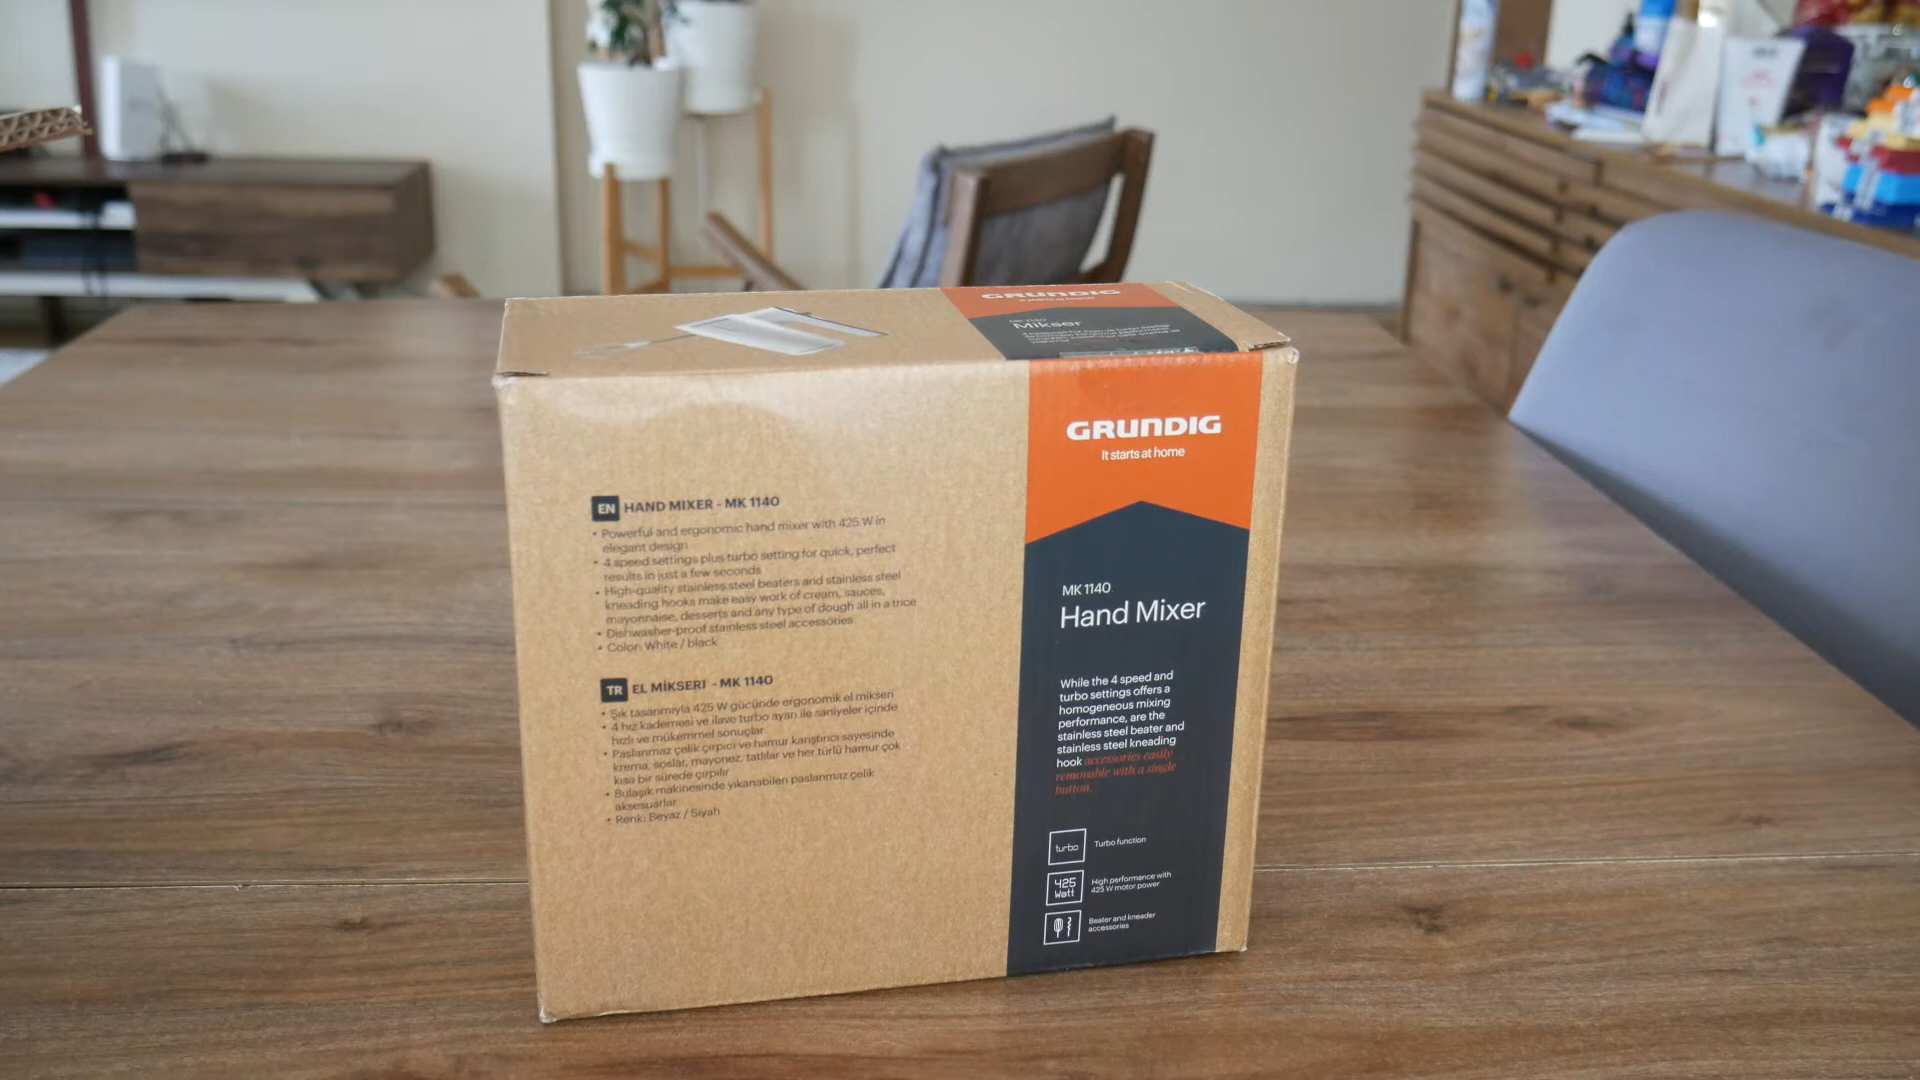 GRUNDIG
It starts at home
MK 1140
Mikser
GRUNDIG
It starts at home
EN HAND MIXER - MK 1140
• Powerful and ergonomic hand mixer with 425 W in
elegant design
• 4 speed settings plus turbo setting for quick, perfect
results in just a few seconds
• High-quality stainless steel beaters and stainless steel
kneading hooks make easy work of cream, sauces,
mayonnaise, desserts and any type of dough all in a trice
• Dishwasher-proof stainless steel accessories
• Color: White / black
TR EL MİKSERİ - MK 1140
• Şık tasarımıyla 425 W gücünde ergonomik el mikseri
• 4 hız kademesi ve ilave turbo ayarı ile saniyeler içinde
hızlı ve mükemmel sonuçlar
• Paslanmaz çelik çırpıcı ve hamur karıştırıcı sayesinde
krema, soslar, mayonez, tatlılar ve her türlü hamur çok
kısa bir sürede çırpılır
• Bulaşık makinesinde yıkanabilen paslanmaz çelik
aksesuarlar
• Renk: Beyaz / Siyah
MK 1140
Hand Mixer
While the 4 speed and
turbo settings offers a
homogeneous mixing
performance, are the
stainless steel beater and
stainless steel kneading
hook accessories easily
removable with a single
button.
turbo Turbo function
425 Watt High performance with
425 W motor power
Beater and kneader
accessories